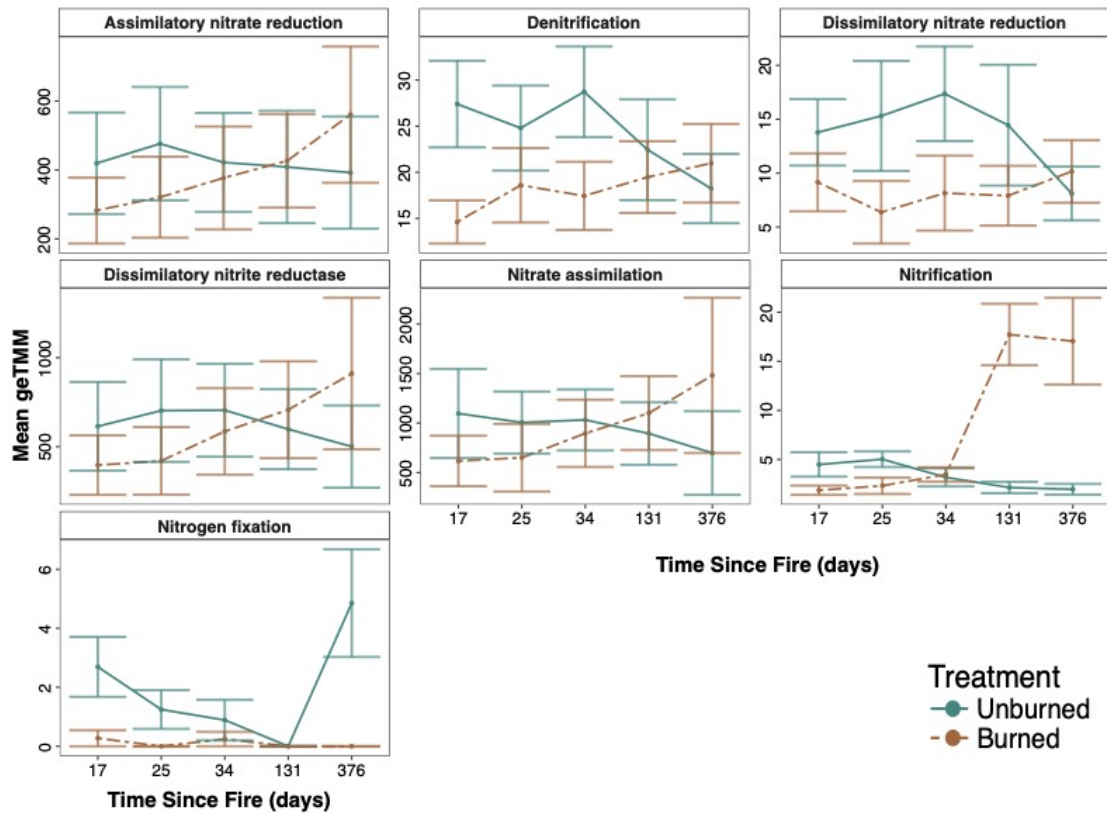 Assimilatory nitrate reduction
Denitrification
Dissimilatory nitrate reduction
600
400
200
30
25
20
15
20
15
10
5
Dissimilatory nitrite reductase
Nitrate assimilation
Nitrification
Mean geTMM
1000
500
2000
1500
1000
500
20
15
10
5
17 25 34 131 376
17 25 34 131 376
Nitrogen fixation
Time Since Fire (days)
6
4
2
0
17 25 34 131 376
Time Since Fire (days)
Treatment
Unburned
Burned